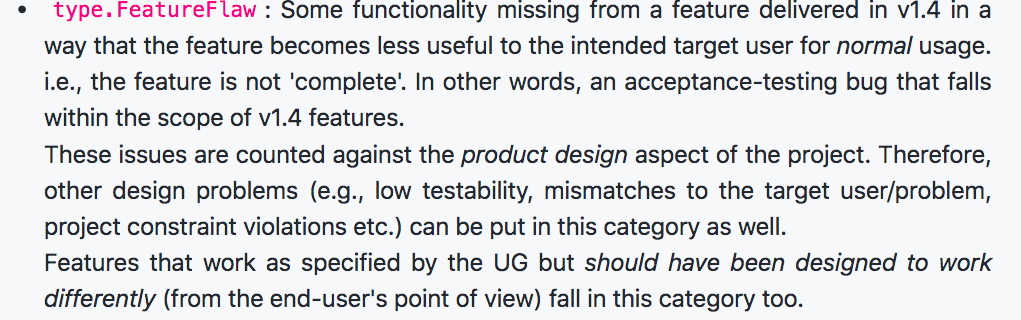 • type.FeatureFlaw : Some functionality missing from a feature delivered in v1.4 in a
way that the feature becomes less useful to the intended target user for normal usage.
i.e., the feature is not 'complete'. In other words, an acceptance-testing bug that falls
within the scope of v1.4 features.
These issues are counted against the product design aspect of the project. Therefore,
other design problems (e.g., low testability, mismatches to the target user/problem,
project constraint violations etc.) can be put in this category as well.
Features that work as specified by the UG but should have been designed to work
differently (from the end-user's point of view) fall in this category too.